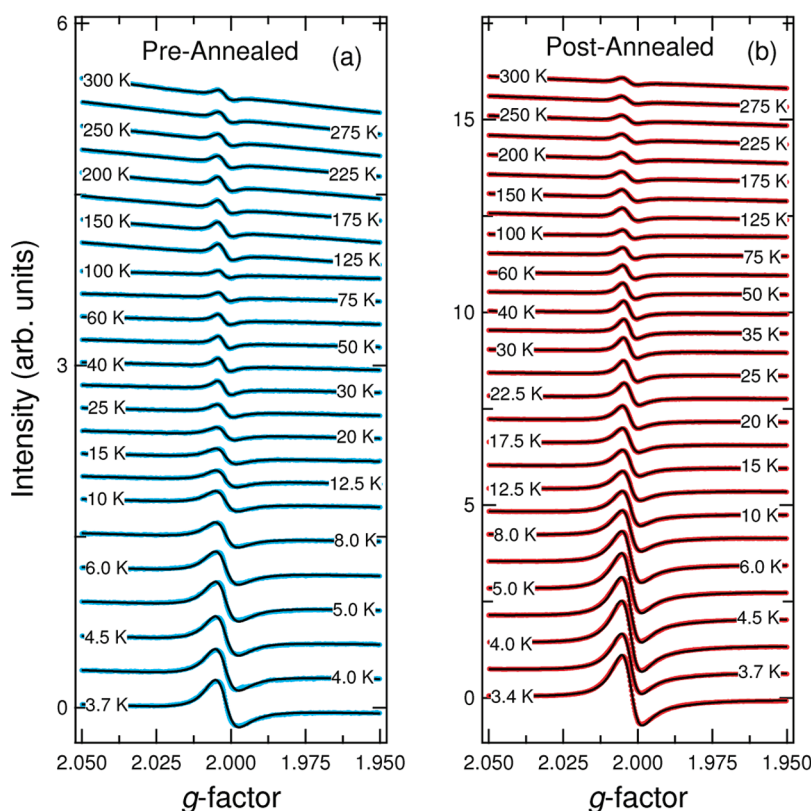 6
Pre-Annealed
(a)
300 K
275 K
250 K
225 K
200 K
175 K
150 K
125 K
100 K
75 K
60 K
50 K
40 K
30 K
25 K
20 K
15 K
12.5 K
10 K
8.0 K
6.0 K
5.0 K
4.5 K
4.0 K
3.7 K
3
0
Intensity (arb. units)
2.050
2.025
2.000
1.975
1.950
g-factor
Post-Annealed
(b)
300 K
275 K
250 K
225 K
200 K
175 K
150 K
125 K
100 K
75 K
60 K
50 K
40 K
35 K
30 K
25 K
22.5 K
20 K
17.5 K
15 K
12.5 K
10 K
8.0 K
6.0 K
5.0 K
4.5 K
4.0 K
3.7 K
3.4 K
15
10
5
0
2.050
2.025
2.000
1.975
1.950
g-factor